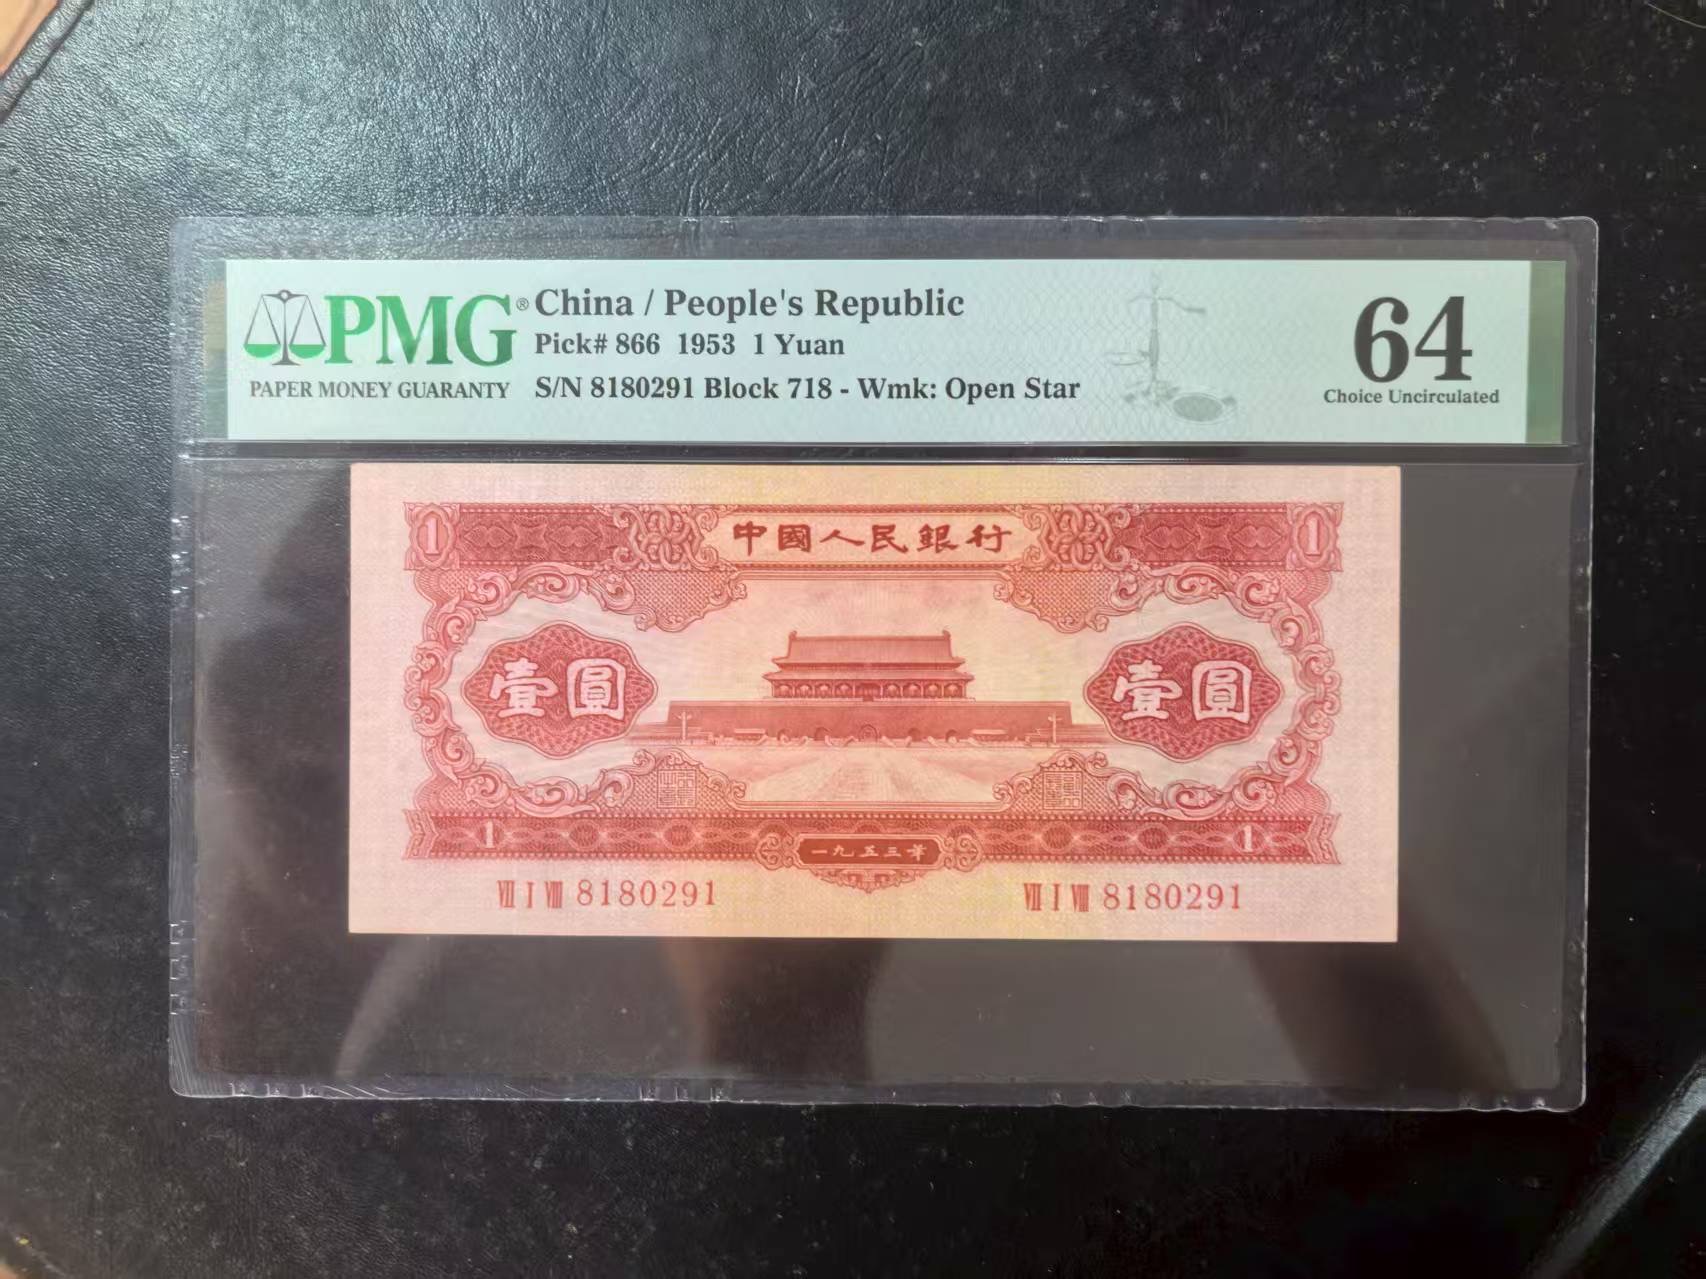 PMG®
PAPER MONEY GUARANTY
China / People's Republic
Pick# 866 1953 1 Yuan
S/N 8180291 Block 718 - Wmk: Open Star
64
Choice Uncirculated
1 中國人民銀行 1
壹圓 壹圓
1 一九五三年 1
Ⅶ Ⅰ Ⅷ 8180291 Ⅶ Ⅰ Ⅷ 8180291